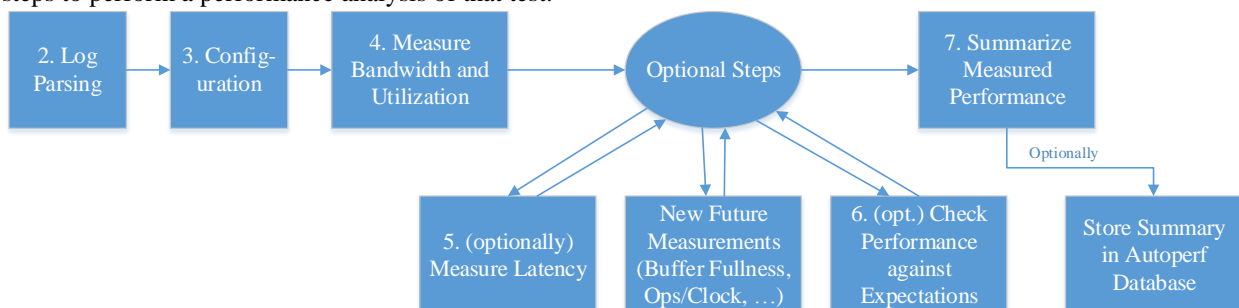 steps to perform a performance analysis of that test.
2. Log
Parsing
3. Config-
uration
4. Measure
Bandwidth and
Utilization
Optional Steps
7. Summarize
Measured
Performance
Optionally
5. (optionally)
Measure Latency
New Future
Measurements
(Buffer Fullness,
Ops/Clock, …)
6. (opt.) Check
Performance
against
Expectations
Store Summary
in Autoperf
Database